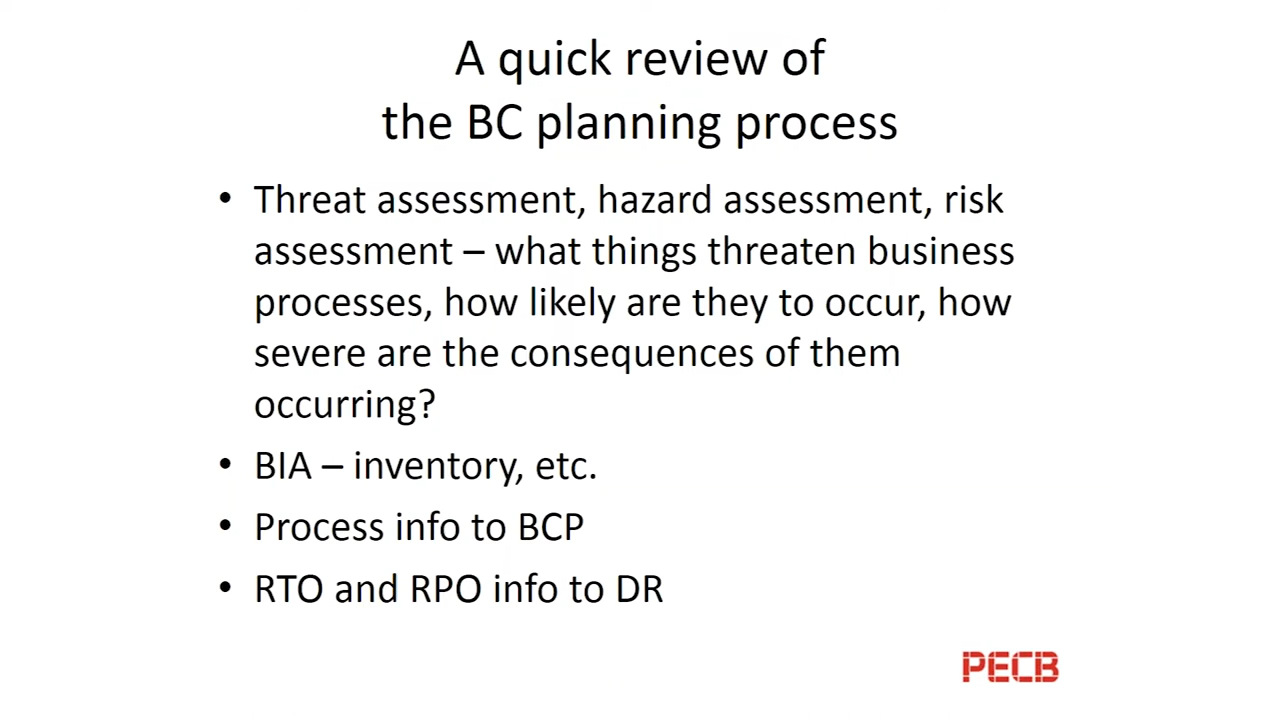 A quick review of
the BC planning process
• Threat assessment, hazard assessment, risk
assessment – what things threaten business
processes, how likely are they to occur, how
severe are the consequences of them
occurring?
• BIA – inventory, etc.
• Process info to BCP
• RTO and RPO info to DR
PECB